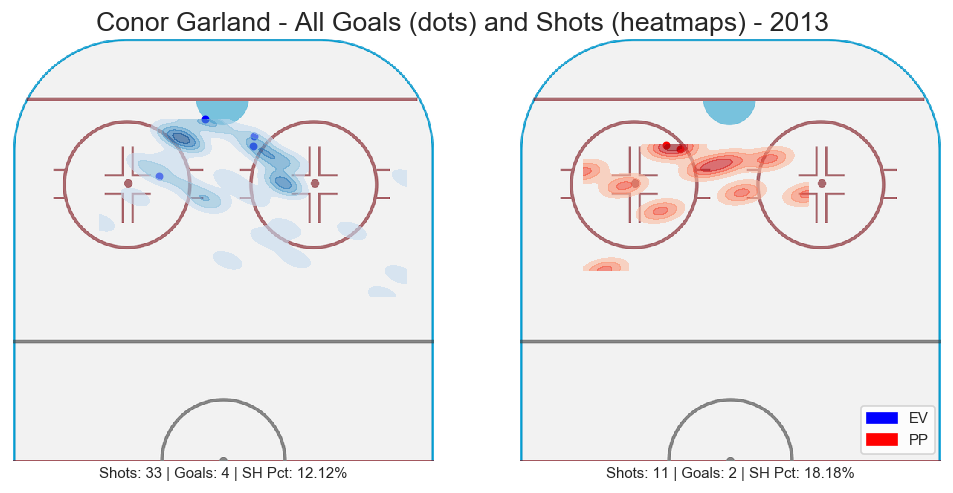 Conor Garland - All Goals (dots) and Shots (heatmaps) - 2013
EV
PP
Shots: 33 | Goals: 4 | SH Pct: 12.12%
Shots: 11 | Goals: 2 | SH Pct: 18.18%